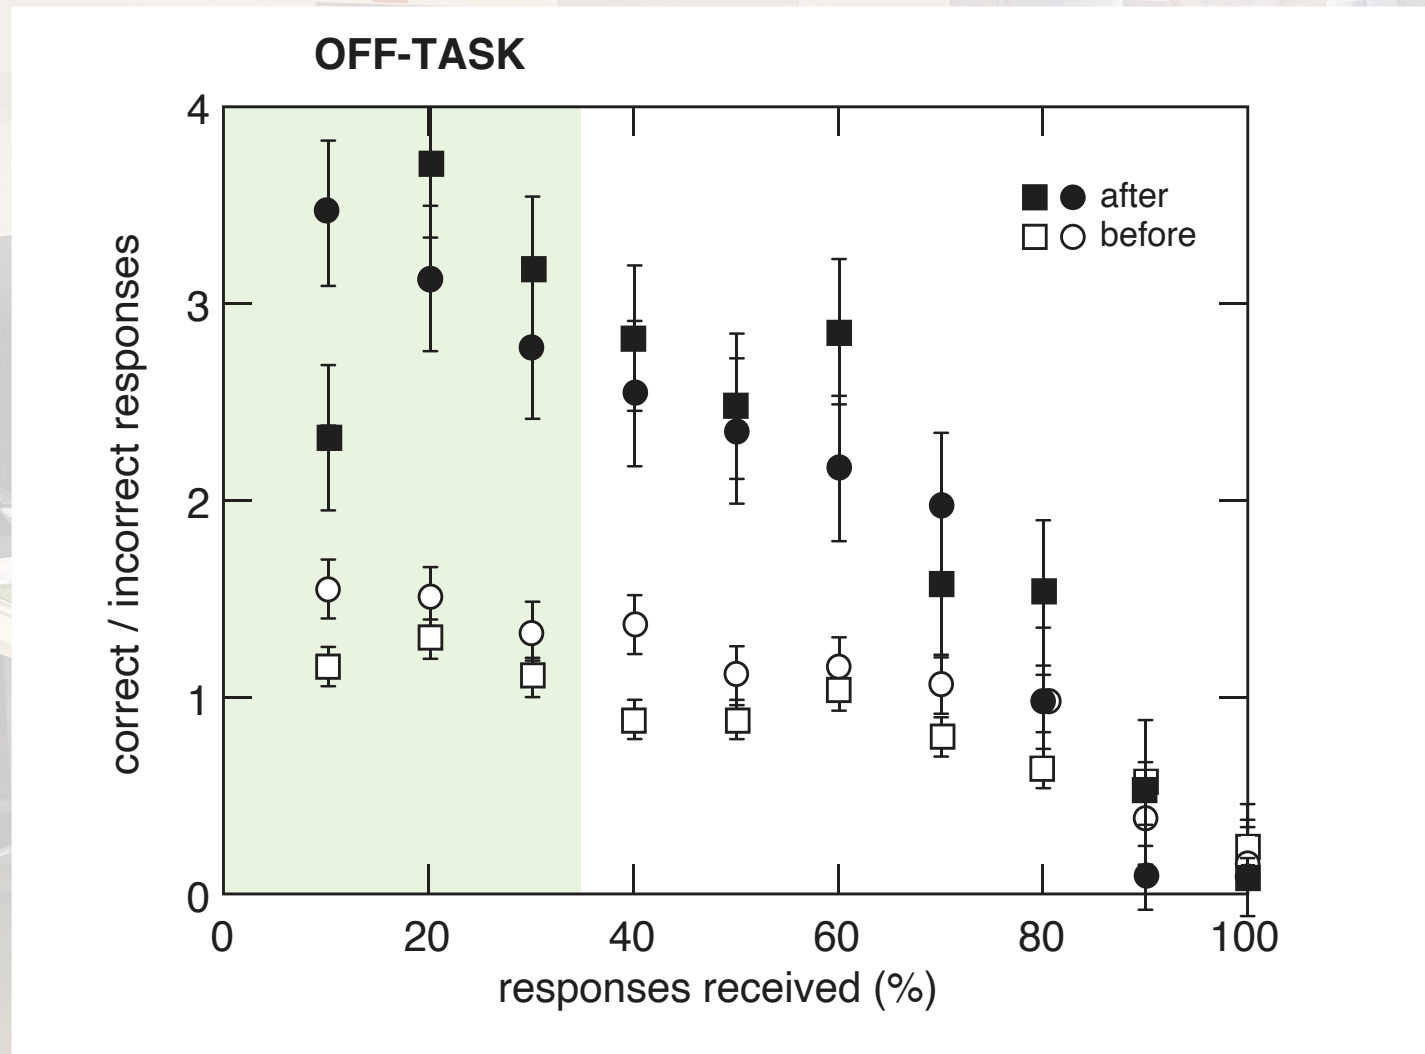 OFF-TASK
4
3
2
1
0
correct / incorrect responses
after
before
0 20 40 60 80 100
responses received (%)